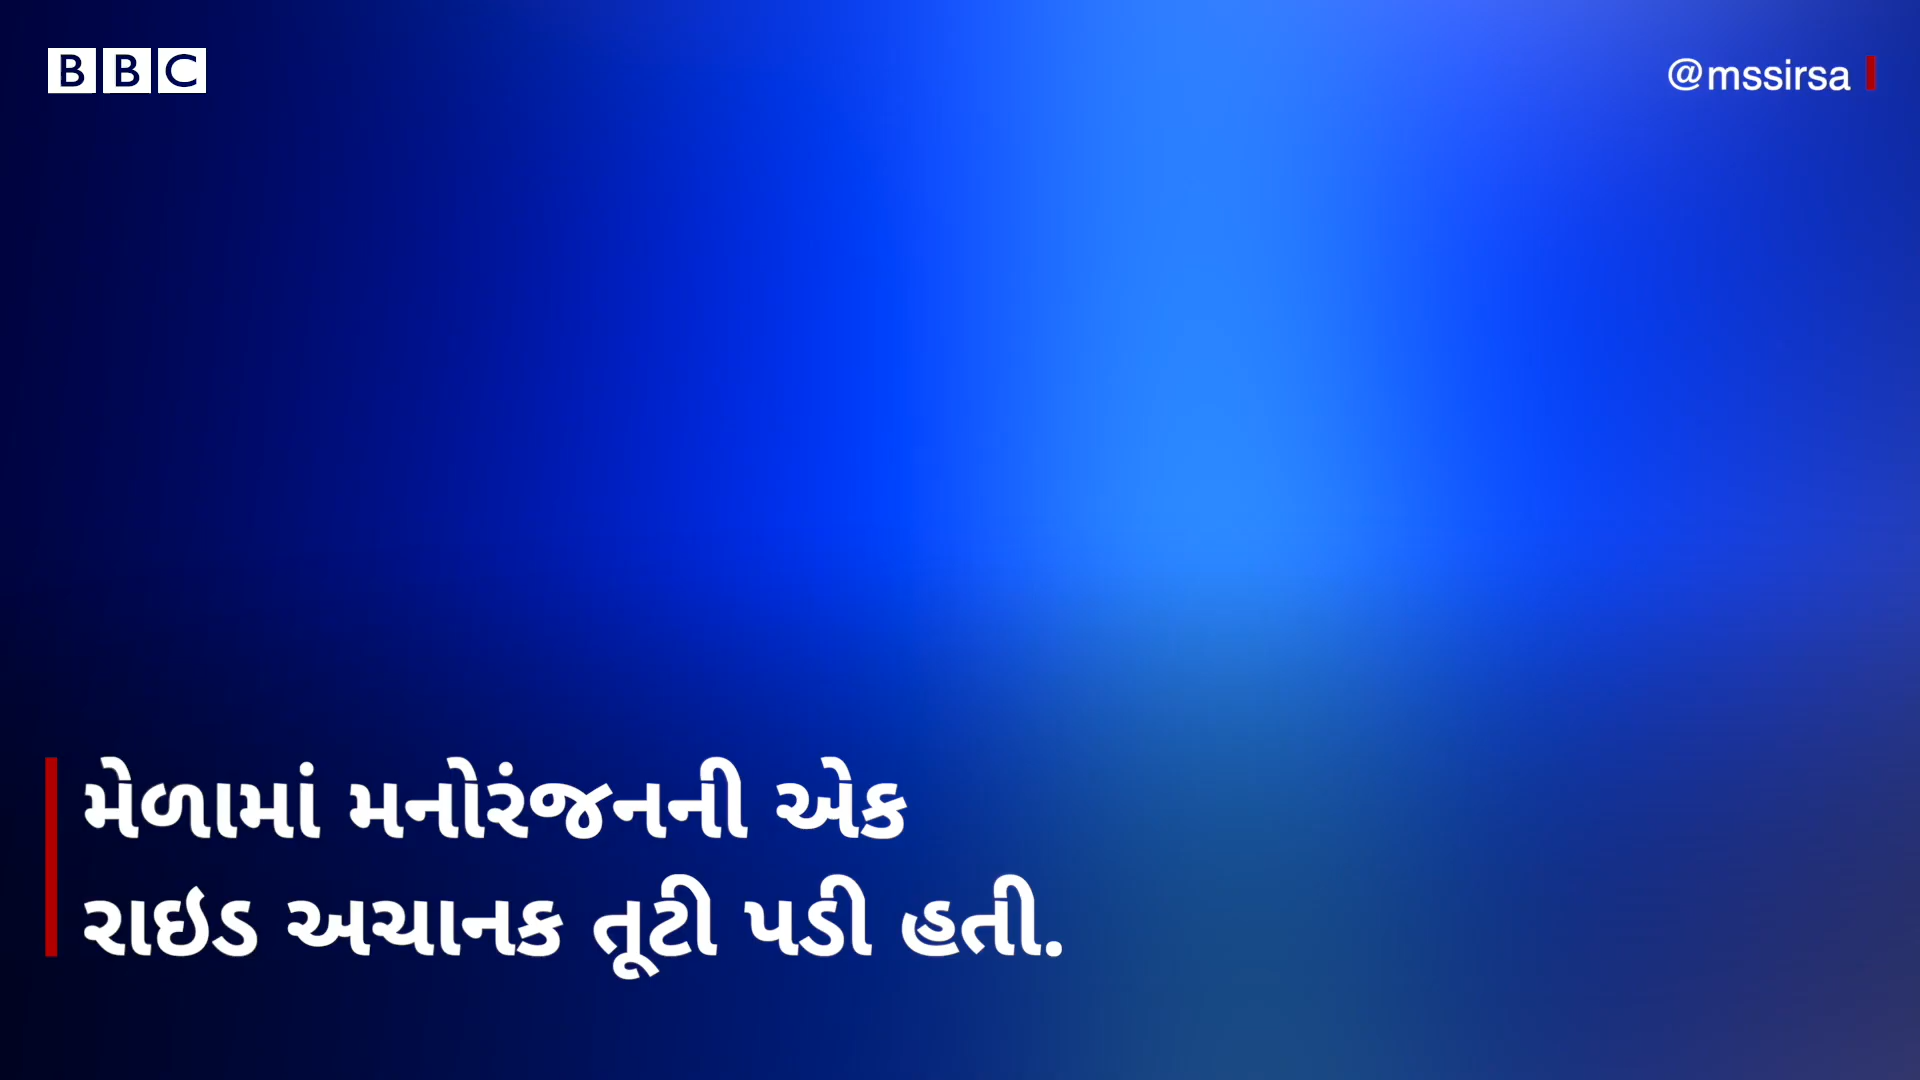 BBC
@mssirsa
મેળામાં મનોરંજનની એક
રાઇડ અચાનક તૂટી પડી હતી.